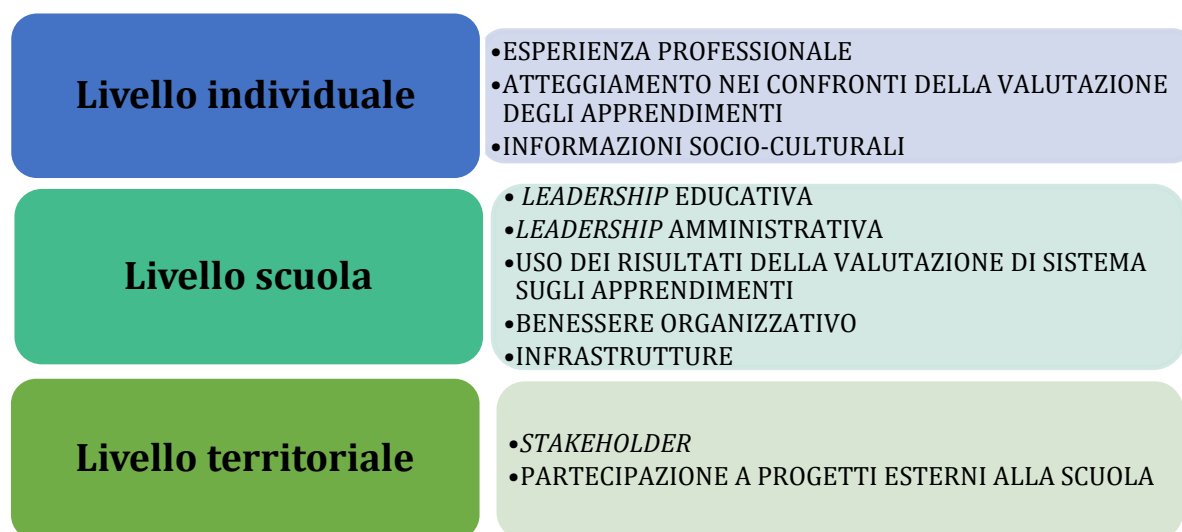 Livello individuale
•ESPERIENZA PROFESSIONALE
•ATTEGGIAMENTO NEI CONFRONTI DELLA VALUTAZIONE
DEGLI APPRENDIMENTI
•INFORMAZIONI SOCIO-CULTURALI
Livello scuola
• LEADERSHIP EDUCATIVA
•LEADERSHIP AMMINISTRATIVA
•USO DEI RISULTATI DELLA VALUTAZIONE DI SISTEMA
SUGLI APPRENDIMENTI
•BENESSERE ORGANIZZATIVO
•INFRASTRUTTURE
Livello territoriale
•STAKEHOLDER
•PARTECIPAZIONE A PROGETTI ESTERNI ALLA SCUOLA